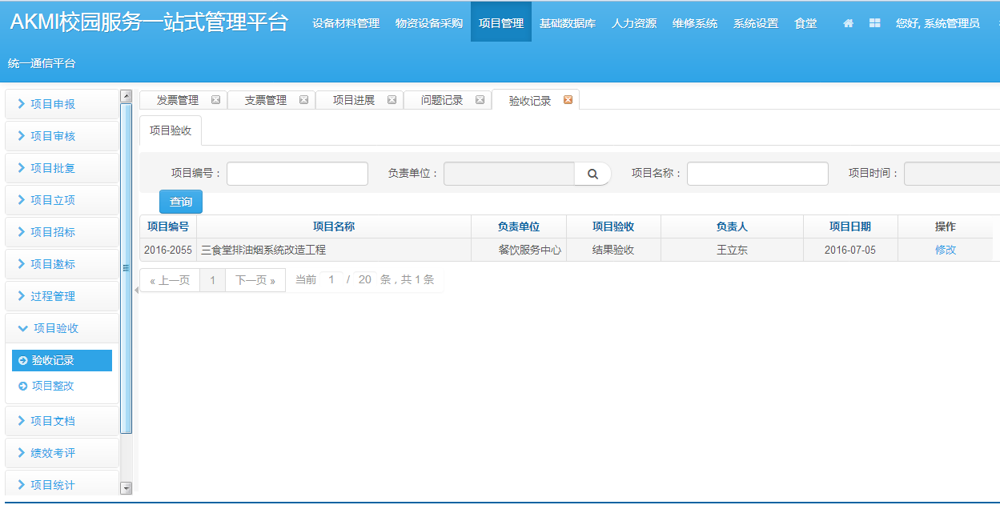 AKMI校园服务一站式管理平台 设备材料管理 物资设备采购 项目管理 基础数据库 人力资源 维修系统 系统设置 食堂 您好, 系统管理员
统一通信平台
项目申报
项目审核
项目批复
项目立项
项目招标
项目邀标
过程管理
项目验收
验收记录
项目整改
项目文档
绩效考评
项目统计
发票管理 支票管理 项目进展 问题记录 验收记录
项目验收
项目编号： 负责单位： 项目名称： 项目时间：
查询
项目编号 项目名称 负责单位 项目验收 负责人 项目日期 操作
2016-2055 三食堂排油烟系统改造工程 餐饮服务中心 结果验收 王立东 2016-07-05 修改
« 上一页 1 下一页 » 当前 1 / 20 条，共 1 条